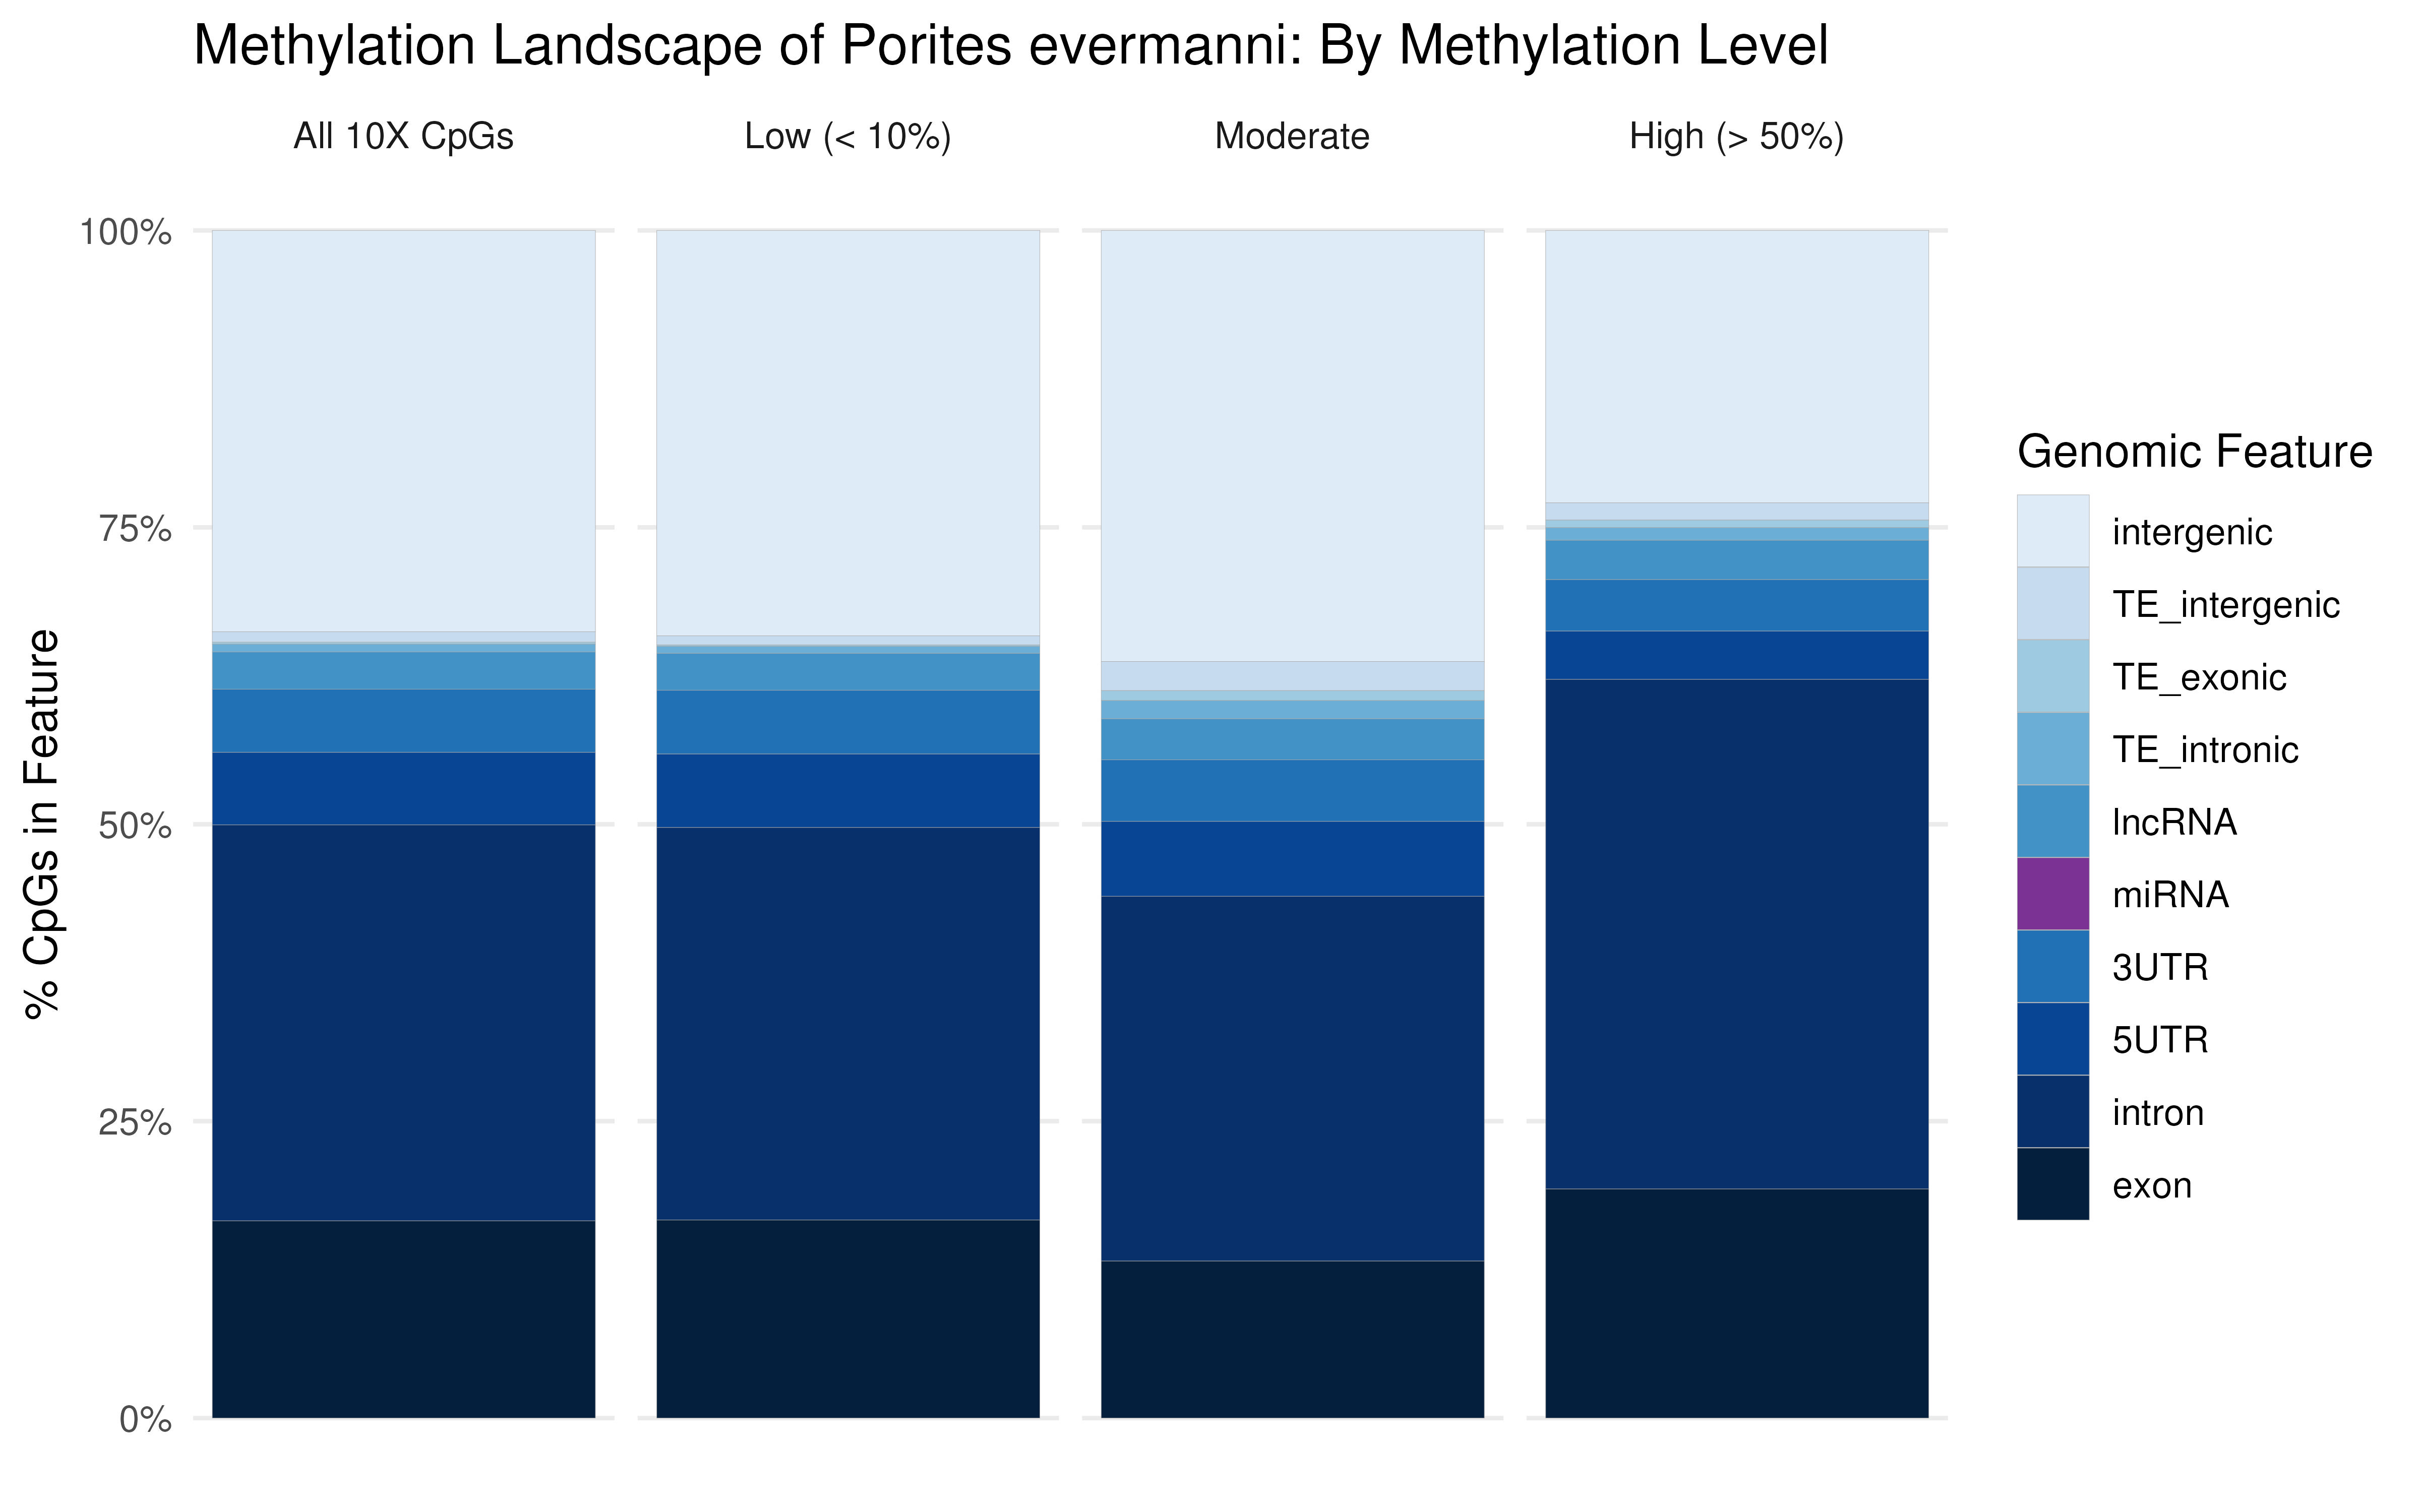 Methylation Landscape of Porites evermanni: By Methylation Level
All 10X CpGs
Low (< 10%)
Moderate
High (> 50%)
100%
75%
50%
25%
0%
% CpGs in Feature
Genomic Feature
intergenic
TE_intergenic
TE_exonic
TE_intronic
lncRNA
miRNA
3UTR
5UTR
intron
exon